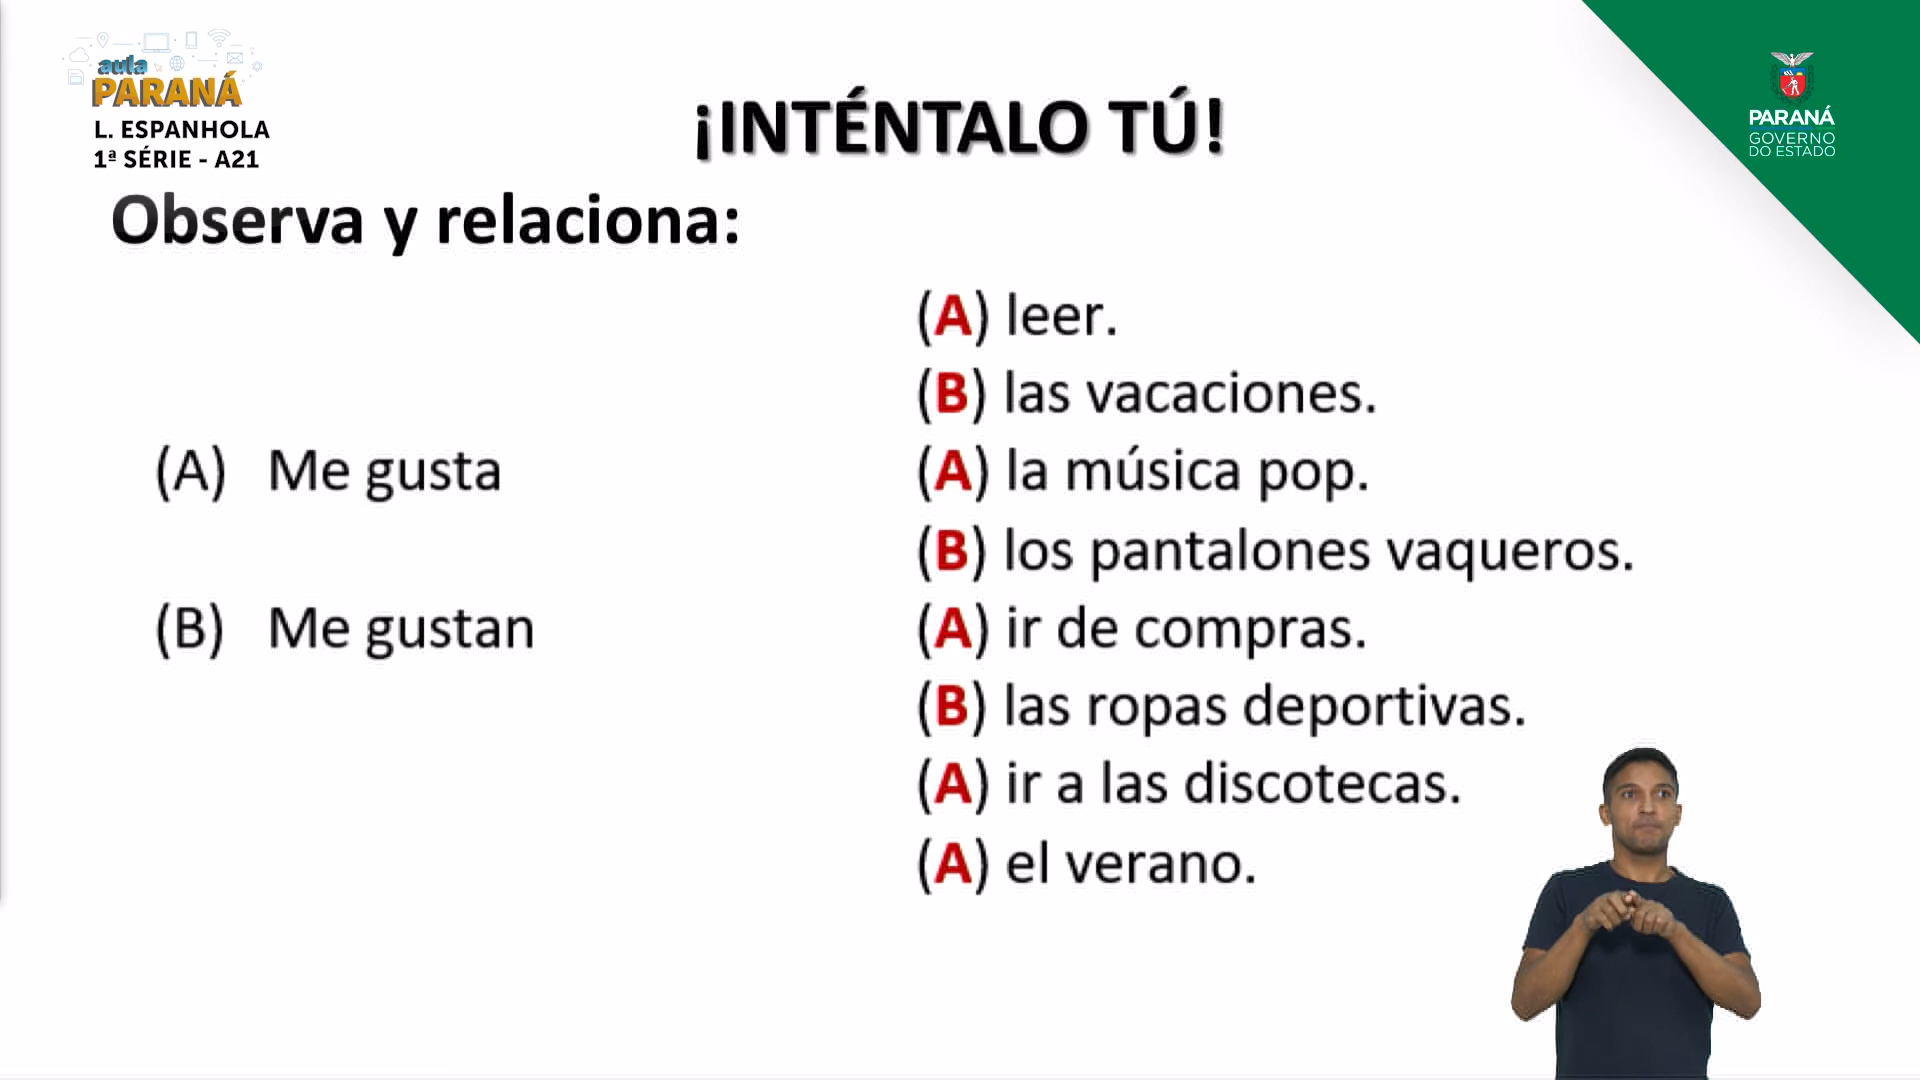 aula
PARANÁ
L. ESPANHOLA
1ª SÉRIE - A21
PARANÁ
GOVERNO
DO ESTADO
¡INTÉNTALO TÚ!
Observa y relaciona:
(A) Me gusta
(B) Me gustan
(A) leer.
(B) las vacaciones.
(A) la música pop.
(B) los pantalones vaqueros.
(A) ir de compras.
(B) las ropas deportivas.
(A) ir a las discotecas.
(A) el verano.